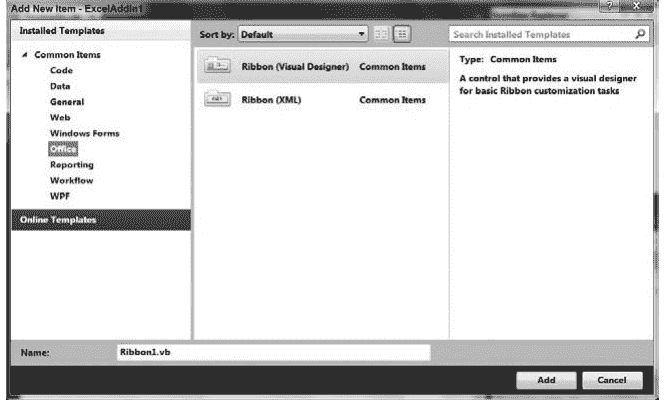 Add New Item - ExcelAddIn1
Installed Templates
Sort by: Default
Search Installed Templates
Common Items
Code
Data
General
Web
Windows Forms
Office
Reporting
Workflow
WPF
Online Templates
Ribbon (Visual Designer) Common Items
Ribbon (XML) Common Items
Type: Common Items
A control that provides a visual designer
for basic Ribbon customization tasks
Name: Ribbon1.vb
Add Cancel